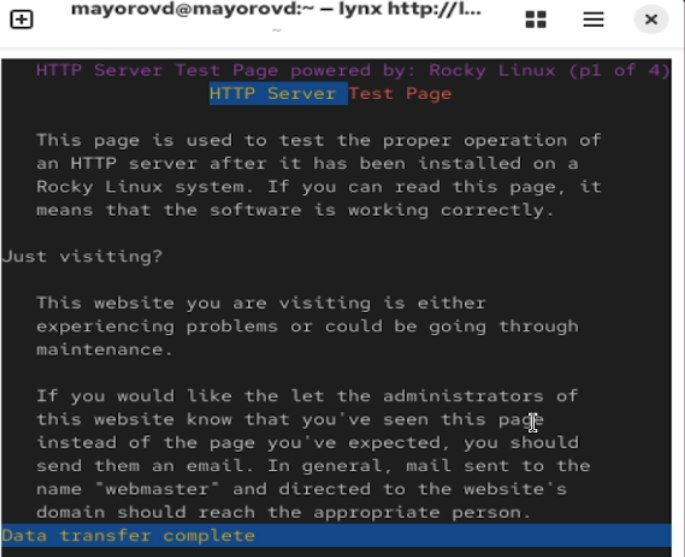 mayorovd@mayorovd:~ — lynx http://l...
~
HTTP Server Test Page powered by: Rocky Linux (p1 of 4)
HTTP Server Test Page
This page is used to test the proper operation of
an HTTP server after it has been installed on a
Rocky Linux system. If you can read this page, it
means that the software is working correctly.
Just visiting?
This website you are visiting is either
experiencing problems or could be going through
maintenance.
If you would like the let the administrators of
this website know that you've seen this page
instead of the page you've expected, you should
send them an email. In general, mail sent to the
name "webmaster" and directed to the website's
domain should reach the appropriate person.
Data transfer complete